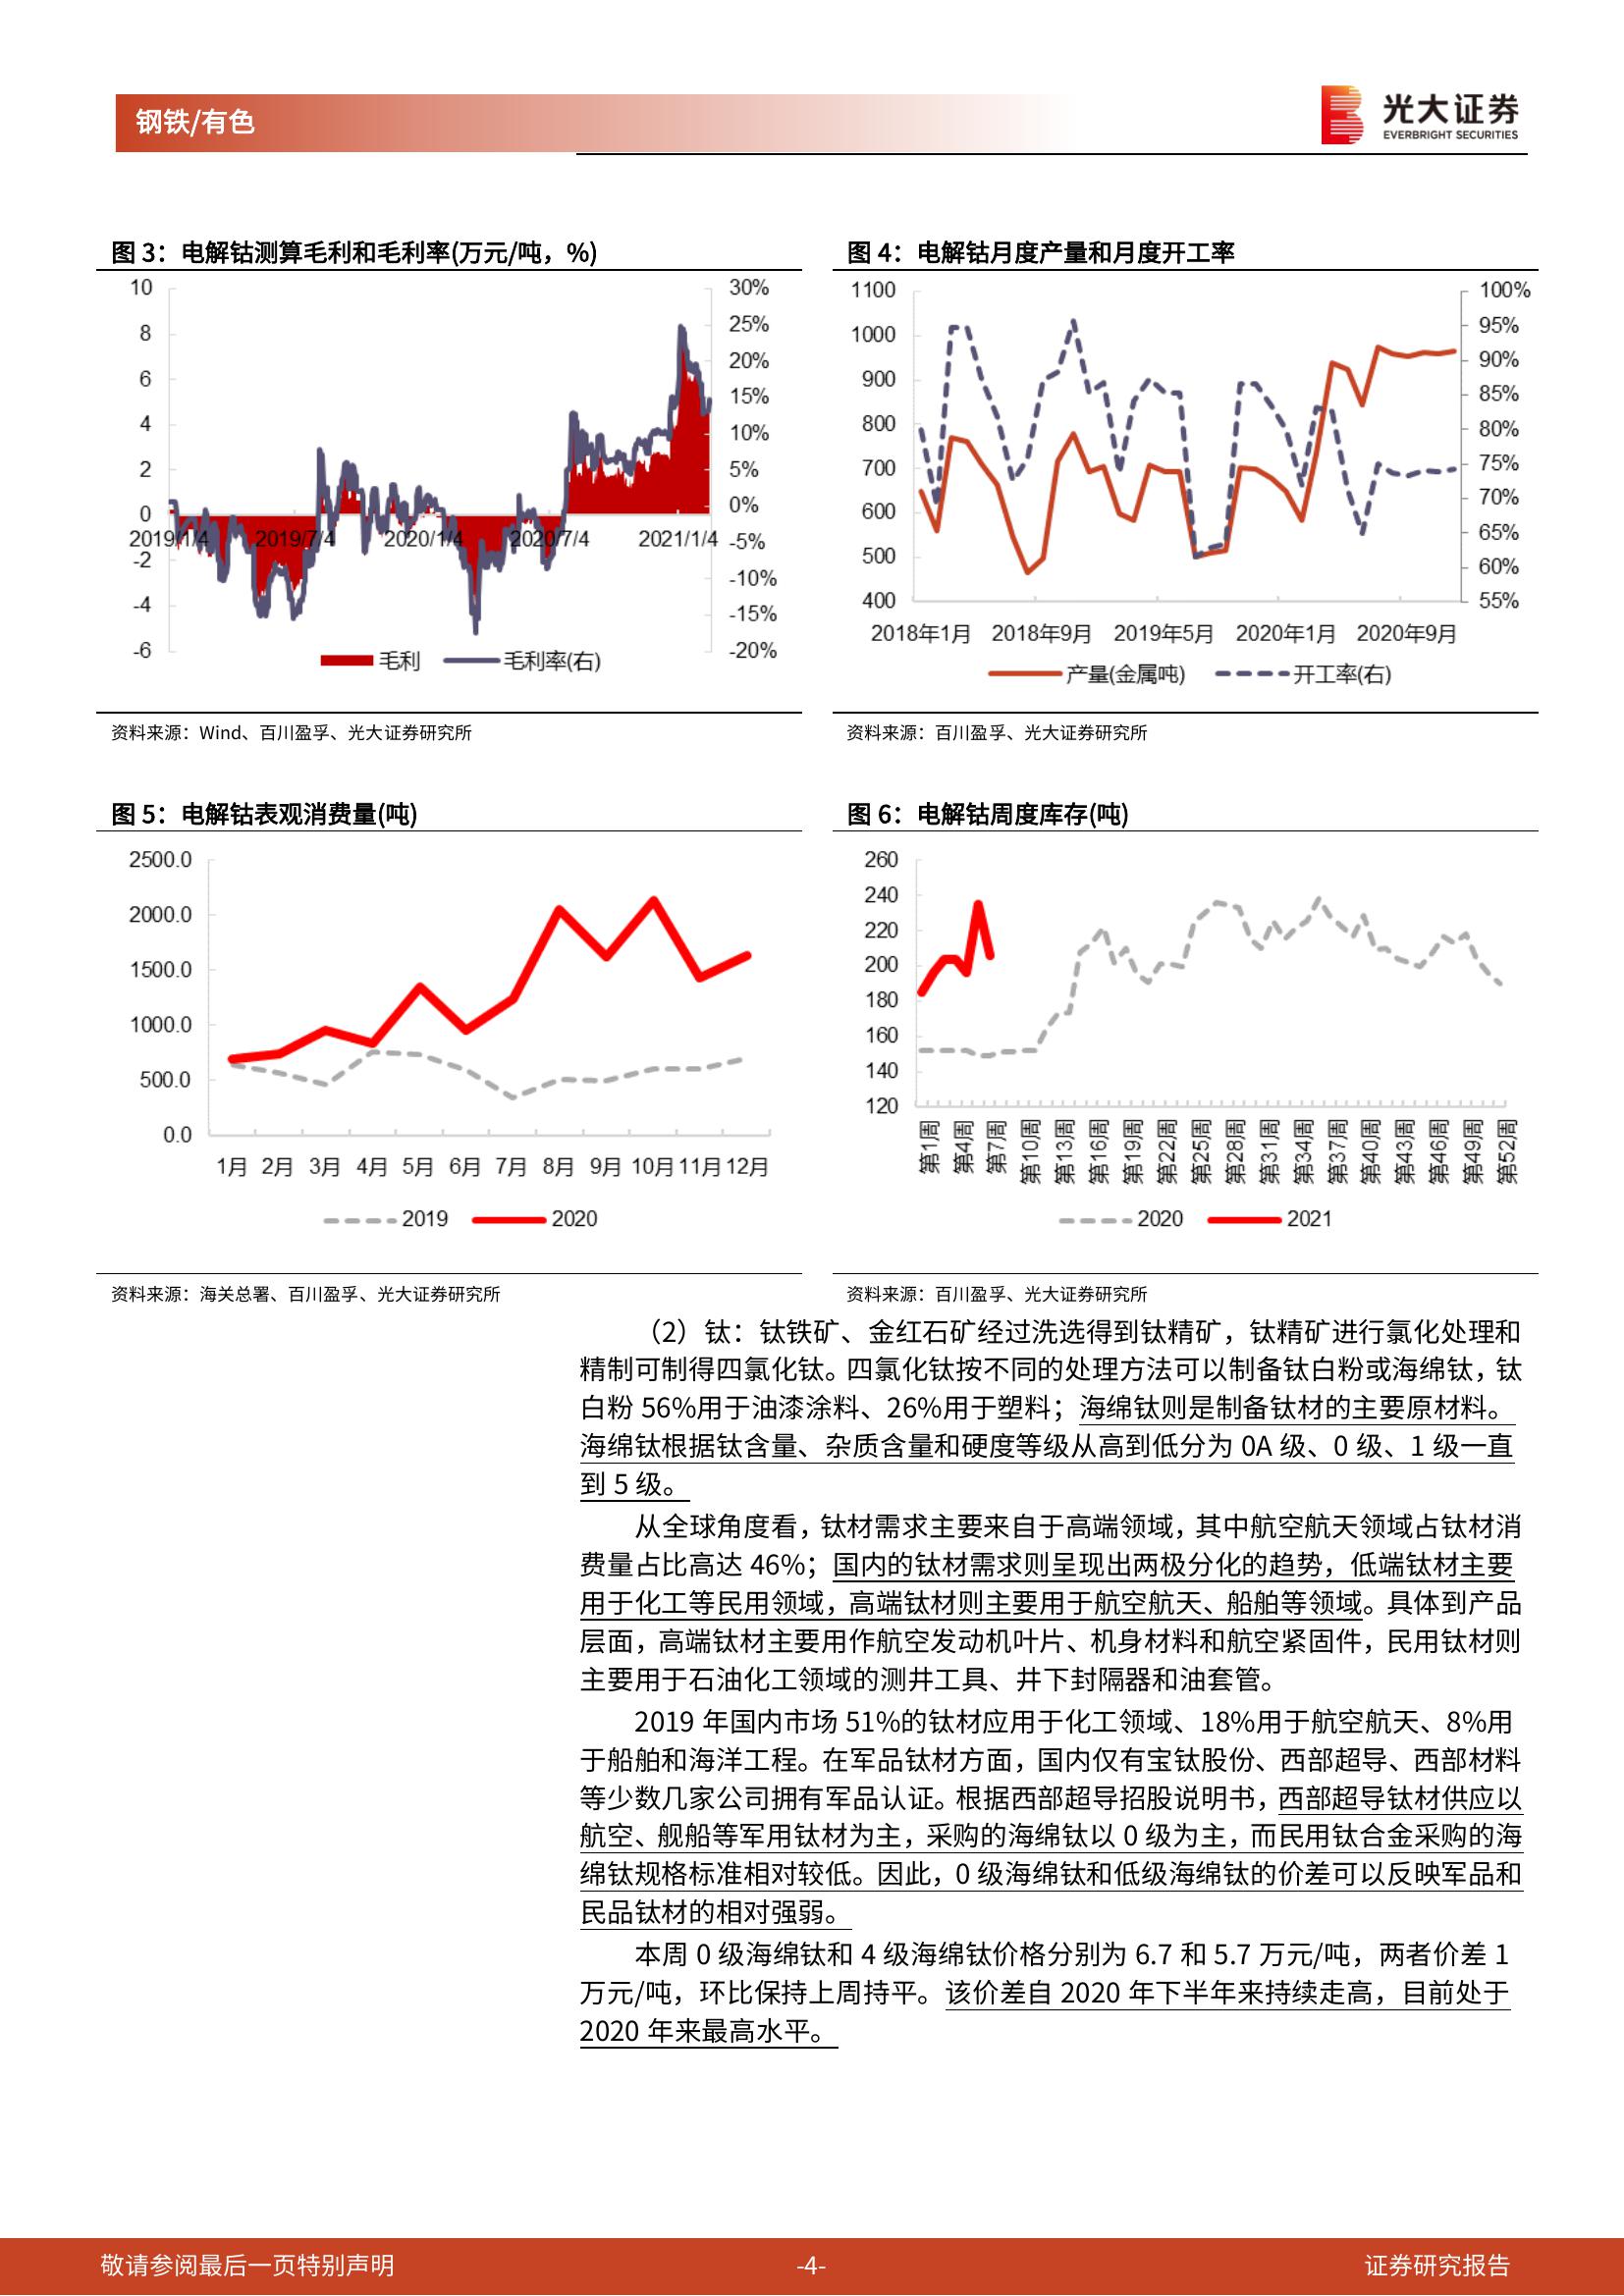 钢铁/有色
光大证券
EVERBRIGHT SECURITIES
图 3：电解钴测算毛利和毛利率(万元/吨，%)
10
8
6
4
2
0
-2
-4
-6
30%
25%
20%
15%
10%
5%
0%
-5%
-10%
-15%
-20%
2019/1/4 2019/7/4 2020/1/4 2020/7/4 2021/1/4
毛利 毛利率(右)
资料来源：Wind、百川盈孚、光大证券研究所
图 4：电解钴月度产量和月度开工率
1100
1000
900
800
700
600
500
400
100%
95%
90%
85%
80%
75%
70%
65%
60%
55%
2018年1月 2018年9月 2019年5月 2020年1月 2020年9月
产量(金属吨) 开工率(右)
资料来源：百川盈孚、光大证券研究所
图 5：电解钴表观消费量(吨)
2500.0
2000.0
1500.0
1000.0
500.0
0.0
1月 2月 3月 4月 5月 6月 7月 8月 9月 10月 11月 12月
2019 2020
资料来源：海关总署、百川盈孚、光大证券研究所
图 6：电解钴周度库存(吨)
260
240
220
200
180
160
140
120
第1周 第4周 第7周 第10周 第13周 第16周 第19周 第22周 第25周 第28周 第31周 第34周 第37周 第40周 第43周 第46周 第49周 第52周
2020 2021
资料来源：百川盈孚、光大证券研究所
（2）钛：钛铁矿、金红石矿经过洗选得到钛精矿，钛精矿进行氯化处理和
精制可制得四氯化钛。四氯化钛按不同的处理方法可以制备钛白粉或海绵钛，钛
白粉 56%用于油漆涂料、26%用于塑料；海绵钛则是制备钛材的主要原材料。
海绵钛根据钛含量、杂质含量和硬度等级从高到低分为 0A 级、0 级、1 级一直
到 5 级。
从全球角度看，钛材需求主要来自于高端领域，其中航空航天领域占钛材消
费量占比高达 46%；国内的钛材需求则呈现出两极分化的趋势，低端钛材主要
用于化工等民用领域，高端钛材则主要用于航空航天、船舶等领域。具体到产品
层面，高端钛材主要用作航空发动机叶片、机身材料和航空紧固件，民用钛材则
主要用于石油化工领域的测井工具、井下封隔器和油套管。
2019 年国内市场 51%的钛材应用于化工领域、18%用于航空航天、8%用
于船舶和海洋工程。在军品钛材方面，国内仅有宝钛股份、西部超导、西部材料
等少数几家公司拥有军品认证。根据西部超导招股说明书，西部超导钛材供应以
航空、舰船等军用钛材为主，采购的海绵钛以 0 级为主，而民用钛合金采购的海
绵钛规格标准相对较低。因此，0 级海绵钛和低级海绵钛的价差可以反映军品和
民品钛材的相对强弱。
本周 0 级海绵钛和 4 级海绵钛价格分别为 6.7 和 5.7 万元/吨，两者价差 1
万元/吨，环比保持上周持平。该价差自 2020 年下半年来持续走高，目前处于
2020 年来最高水平。
敬请参阅最后一页特别声明
-4-
证券研究报告